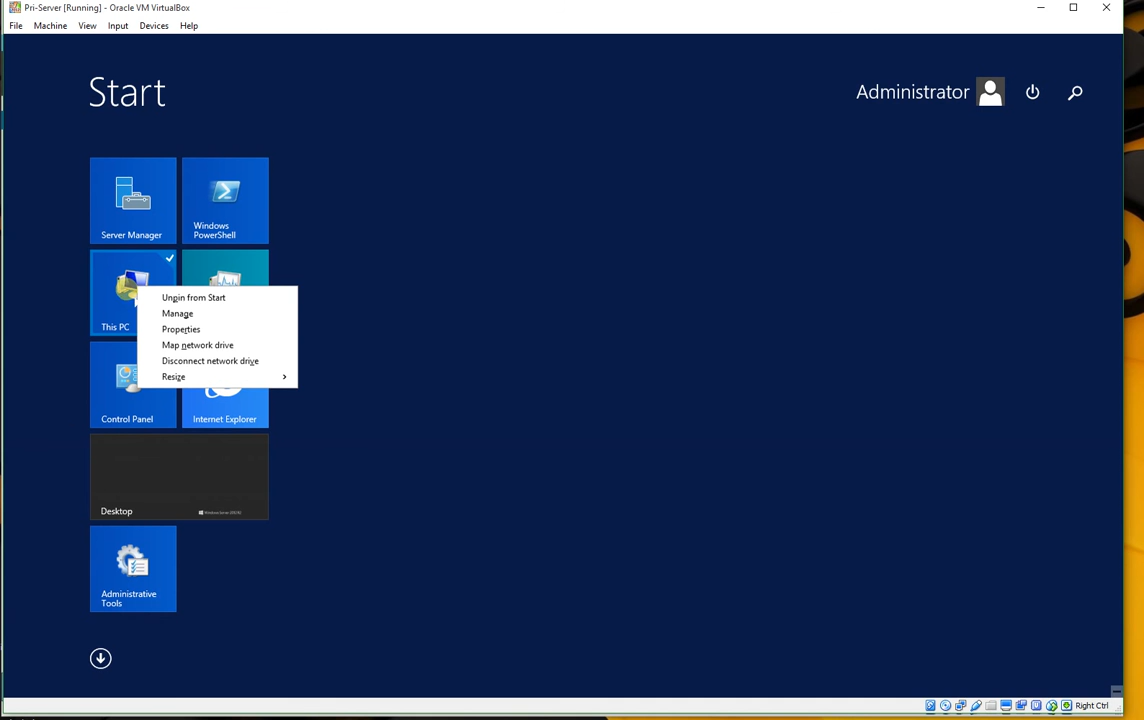 Pri-Server [Running] - Oracle VM VirtualBox
File Machine View Input Devices Help
Start
Administrator
Server Manager
Windows PowerShell
This PC
Unpin from Start
Manage
Properties
Map network drive
Disconnect network drive
Resize
Control Panel
Internet Explorer
Desktop
Administrative Tools
Right Ctrl